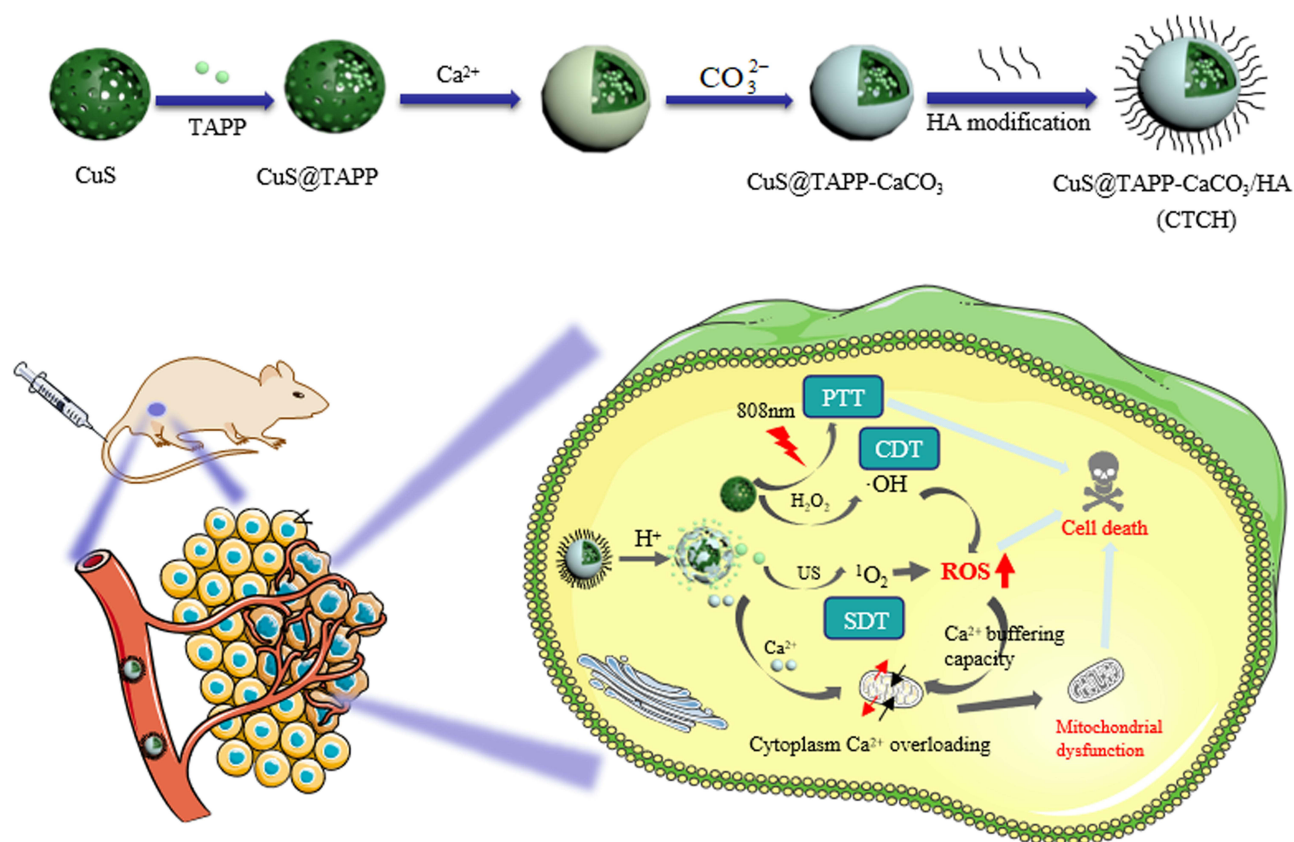 Ca²⁺
CO₃²⁻
TAPP
HA modification
CuS
CuS@TAPP
CuS@TAPP-CaCO₃
CuS@TAPP-CaCO₃/HA
(CTCH)
PTT
808nm
CDT
·OH
H₂O₂
Cell death
H⁺
US
¹O₂
ROS
SDT
Ca²⁺ buffering
capacity
Ca²⁺
Cytoplasm Ca²⁺ overloading
Mitochondrial
dysfunction